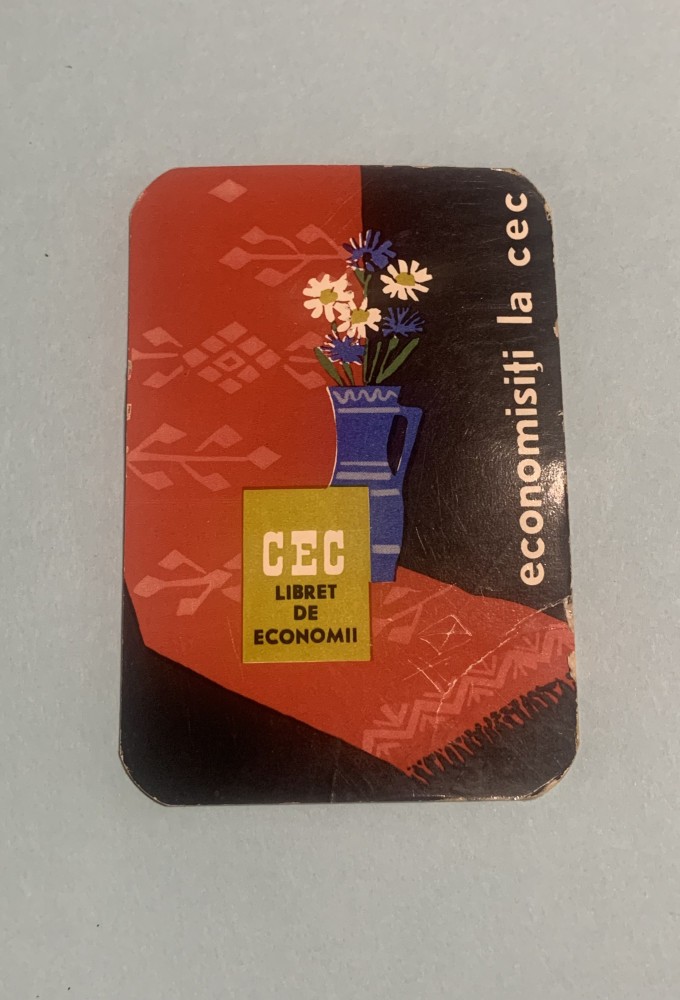 economisiți la cec
CEC
LIBRET
DE
ECONOMII